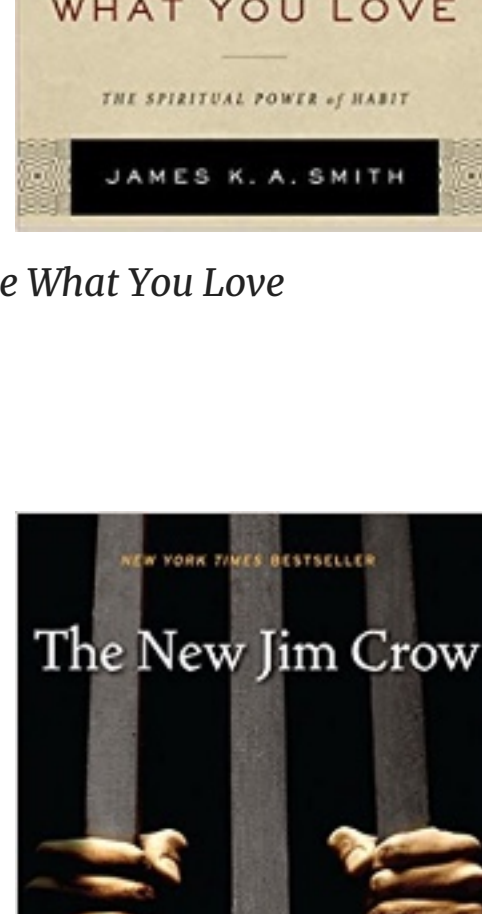 WHAT YOU LOVE
THE SPIRITUAL POWER of HABIT
JAMES K. A. SMITH
e What You Love
NEW YORK TIMES BESTSELLER
The New Jim Crow